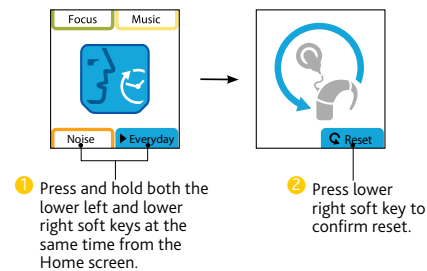 Focus Music
Noise Everyday
Reset
1 Press and hold both the
lower left and lower
right soft keys at the
same time from the
Home screen.
2 Press lower
right soft key to
confirm reset.